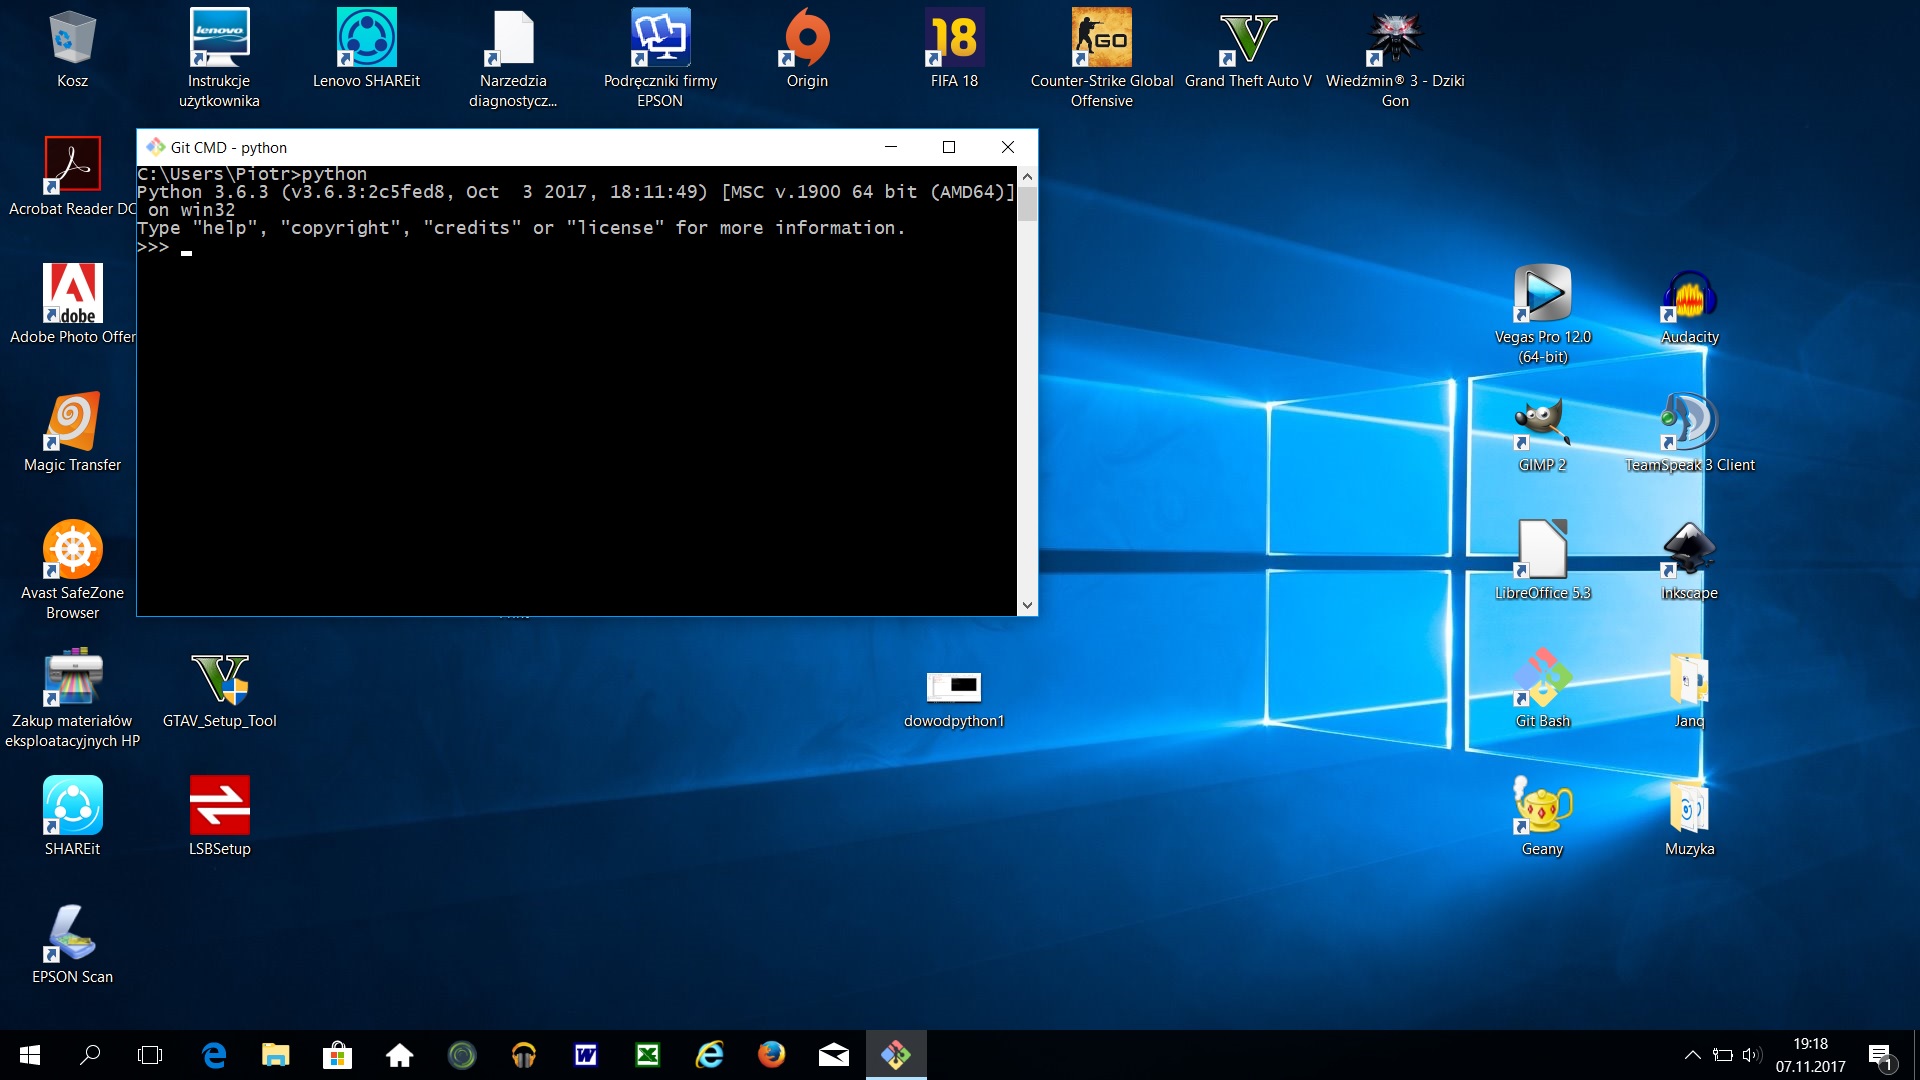 Kosz
Instrukcje
użytkownika
Lenovo SHAREit
Narzedzia
diagnostycz...
Podręczniki firmy
EPSON
Origin
FIFA 18
Counter-Strike Global
Offensive
Grand Theft Auto V
Wiedźmin® 3 - Dziki
Gon
lenovo
18
GO
V
Git CMD - python
C:\Users\Piotr>python
Python 3.6.3 (v3.6.3:2c5fed8, Oct  3 2017, 18:11:49) [MSC v.1900 64 bit (AMD64)]
 on win32
Type "help", "copyright", "credits" or "license" for more information.
>>>
Acrobat Reader DC
Adobe
Adobe Photo Offer
Magic Transfer
Avast SafeZone
Browser
Zakup materiałów
eksploatacyjnych HP
GTAV_Setup_Tool
SHAREit
LSBSetup
EPSON Scan
dowodpython1
Vegas Pro 12.0
(64-bit)
Audacity
GIMP 2
TeamSpeak 3 Client
LibreOffice 5.3
Inkscape
Git Bash
Janq
Geany
Muzyka
19:18
07.11.2017
1